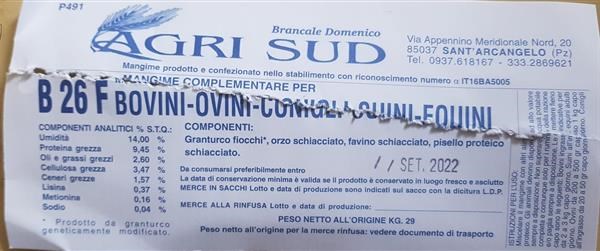 P491
Brancale Domenico
AGRI SUD
Via Appennino Meridionale Nord, 20
85037 SANT'ARCANGELO (Pz)
Tel. 0937.618167 - 333.2869621
Mangime prodotto e confezionato nello stabilimento con riconoscimento numero α IT16BA5005
MANGIME COMPLEMENTARE PER
B 26 F BOVINI-OVINI-CONIGLI-SUINI-EQUINI
COMPONENTI ANALITICI % S.T.Q.:
Umidità 14,00 %
Proteina grezza 9,45 %
Oli e grassi grezzi 2,60 %
Cellulosa grezza 3,47 %
Ceneri grezze 1,57 %
Lisina 0,37 %
Metionina 0,16 %
Sodio 0,04 %
* Prodotto da granturco
geneticamente modificato.
COMPONENTI:
Granturco fiocchi*, orzo schiacciato, favino schiacciato, pisello proteico
schiacciato.
SET. 2022
Da consumarsi preferibilmente entro
La data di conservazione minima è valida se il prodotto è conservato in luogo fresco e asciutto
MERCE IN SACCHI Lotto e data di produzione sono indicati sul sacco con la dicitura L.D.P.
MERCE ALLA RINFUSA Lotto e data di produzione:
PESO NETTO ALL'ORIGINE KG. 29
Peso netto all'origine per la merce rinfusa: vedere documento di trasporto
ISTRUZIONI PER L'USO: